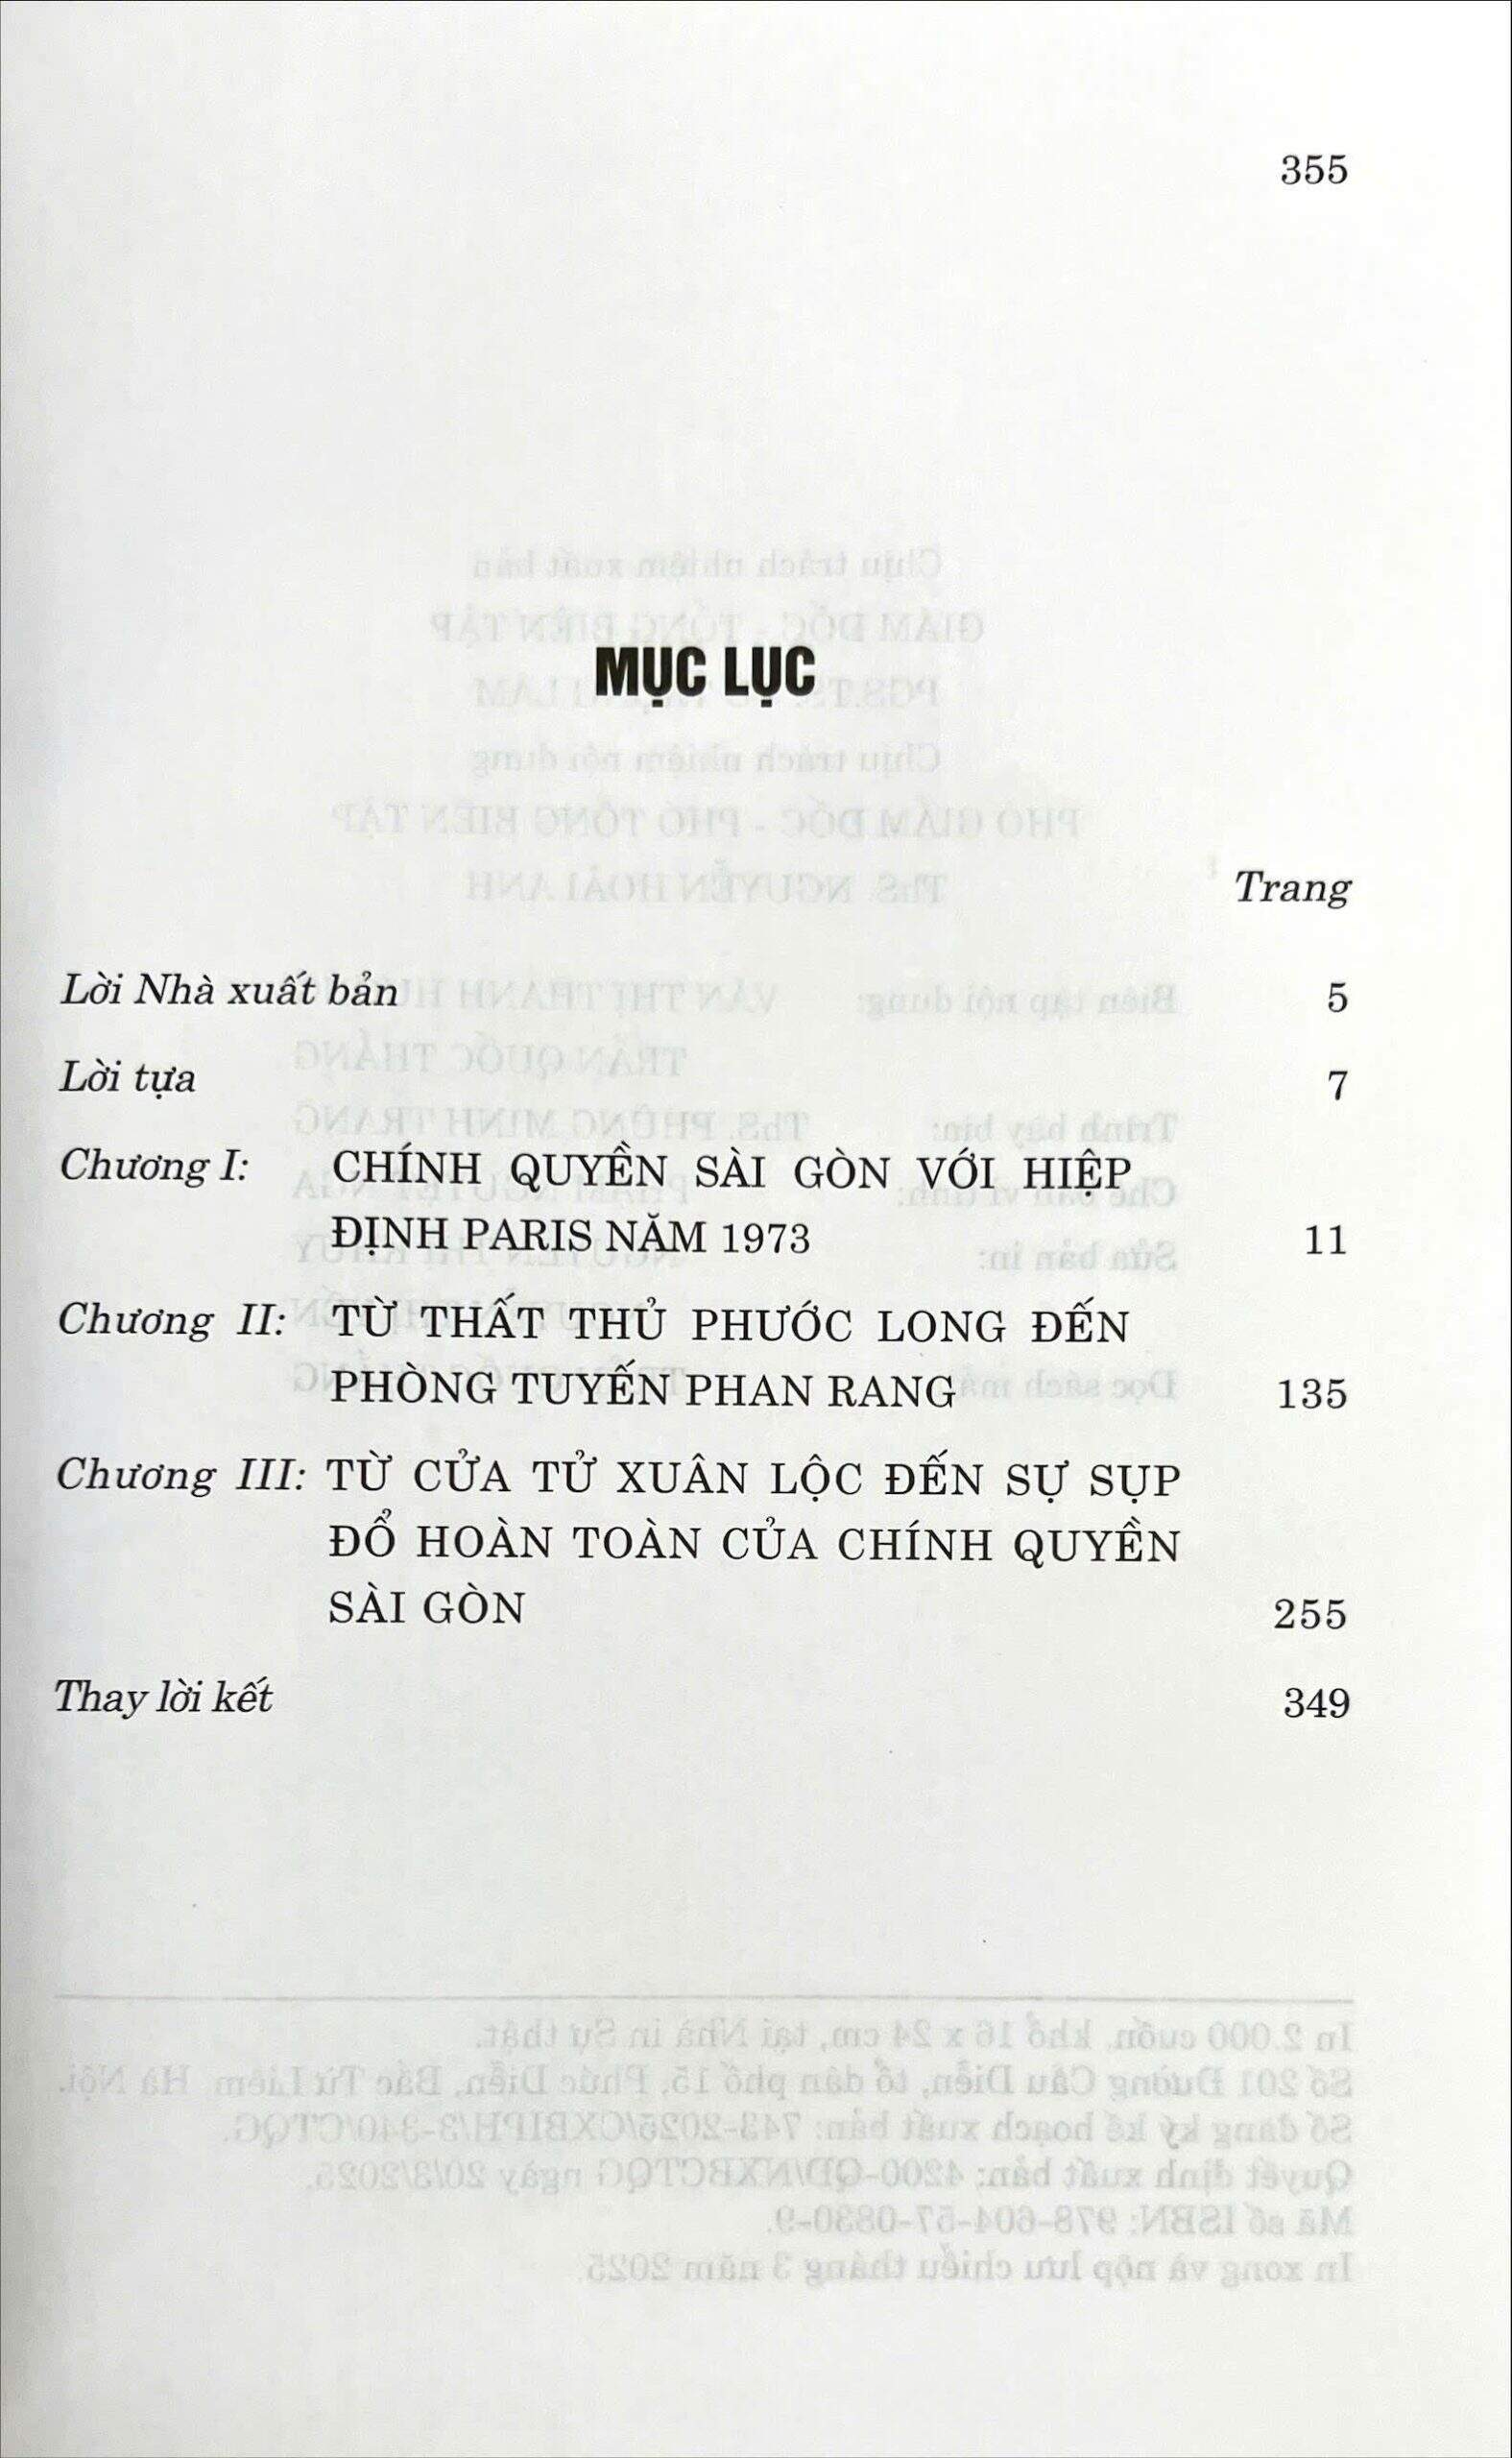 355
MỤC LỤC
Trang
Lời Nhà xuất bản 5
Lời tựa 7
Chương I: CHÍNH QUYỀN SÀI GÒN VỚI HIỆP
ĐỊNH PARIS NĂM 1973 11
Chương II: TỪ THẤT THỦ PHƯỚC LONG ĐẾN
PHÒNG TUYẾN PHAN RANG 135
Chương III: TỪ CỬA TỬ XUÂN LỘC ĐẾN SỰ SỤP
ĐỔ HOÀN TOÀN CỦA CHÍNH QUYỀN
SÀI GÒN 255
Thay lời kết 349